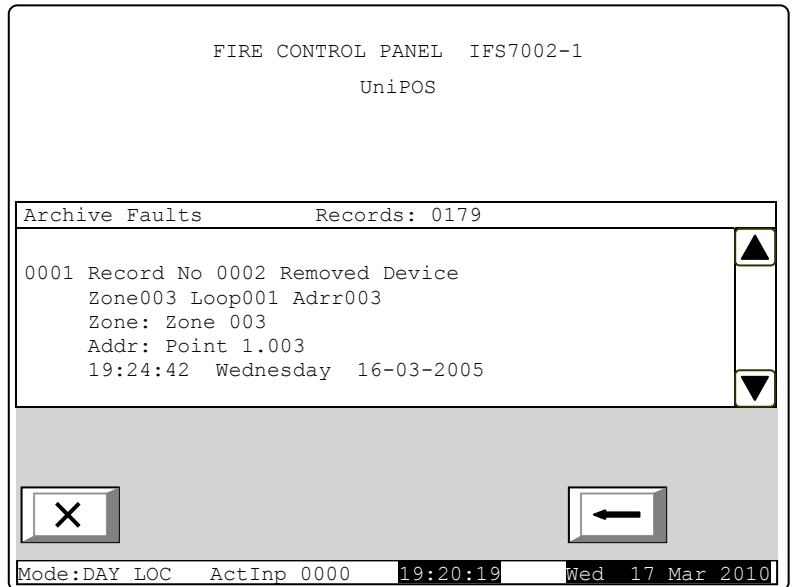 FIRE CONTROL PANEL IFS7002-1
UniPOS
Archive Faults Records: 0179
0001 Record No 0002 Removed Device
Zone003 Loop001 Adrr003
Zone: Zone 003
Addr: Point 1.003
19:24:42 Wednesday 16-03-2005
Mode:DAY LOC ActInp 0000 19:20:19 Wed 17 Mar 2010